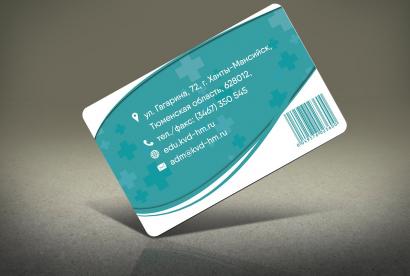 ул. Гагарина, 72, г. Ханты-Мансийск,
Тюменская область, 628012,
тел./факс: (3467) 350 545
edu.kvd-hm.ru
adm@kvd-hm.ru